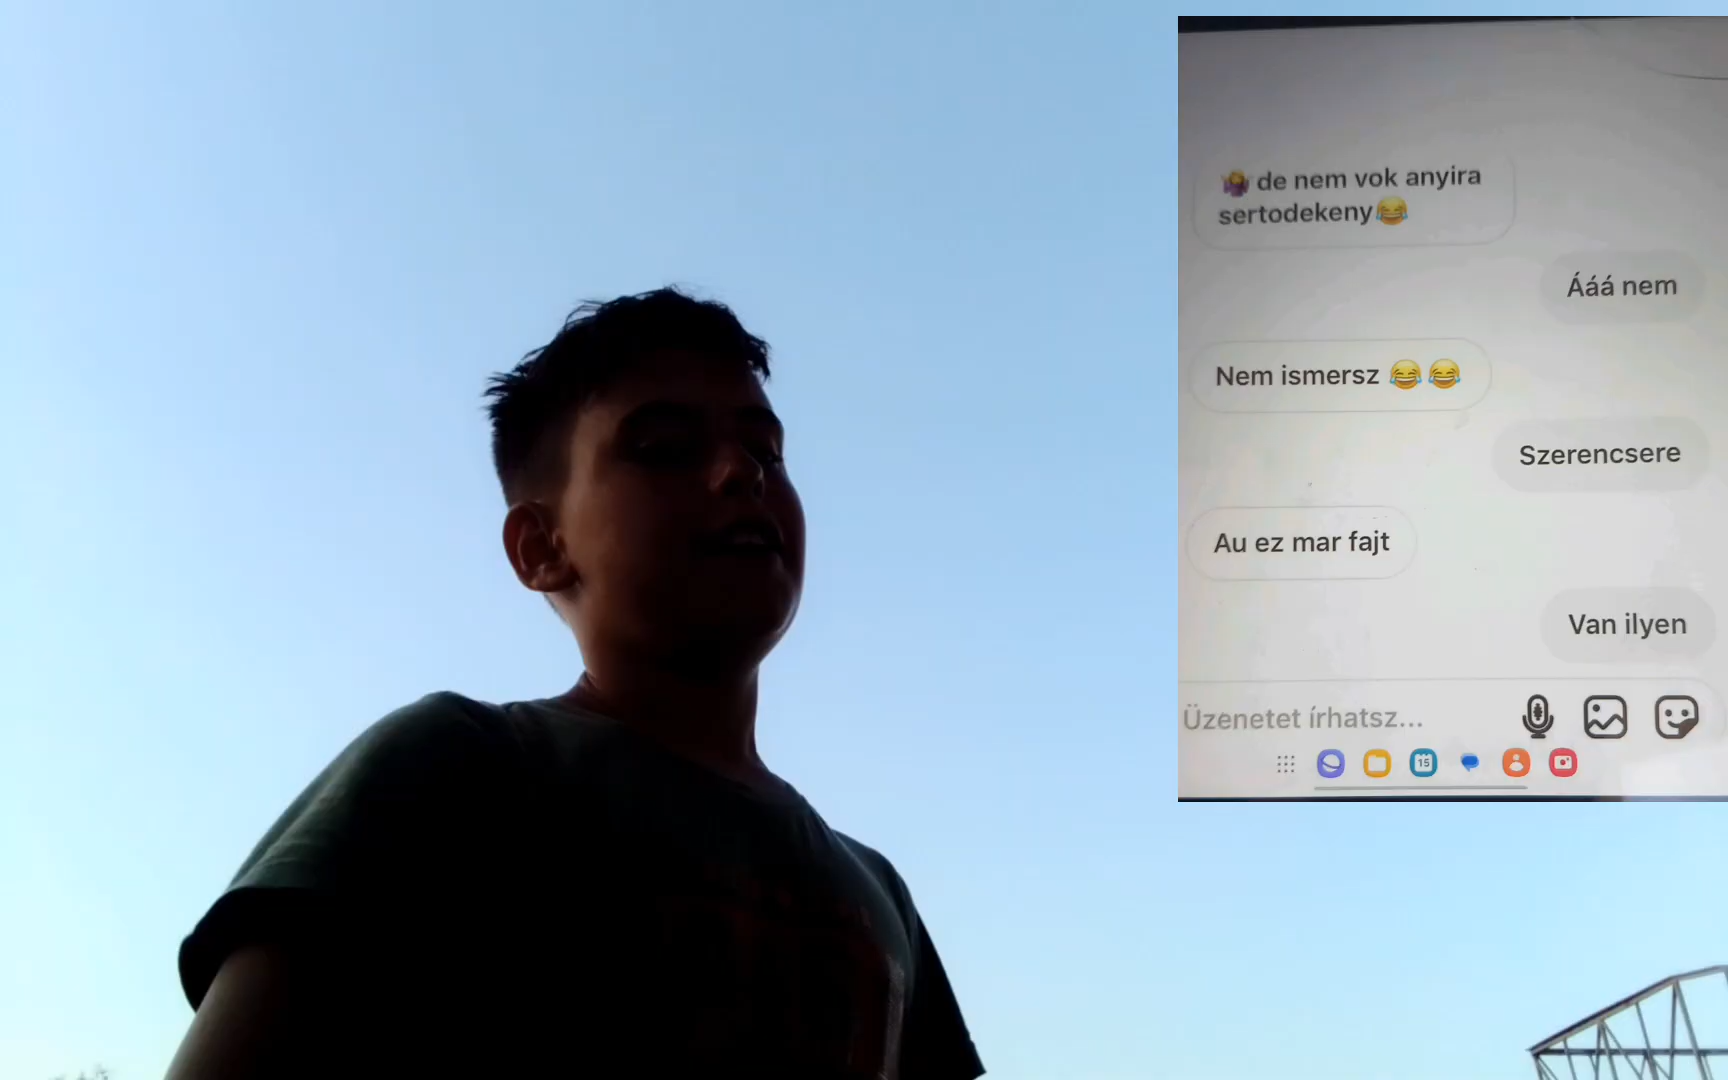 🤷‍♀️ de nem vok anyira
sertodekeny😂
Ááá nem
Nem ismersz 😂😂
Szerencsere
Au ez mar fajt
Van ilyen
Üzenetet írhatsz...
15